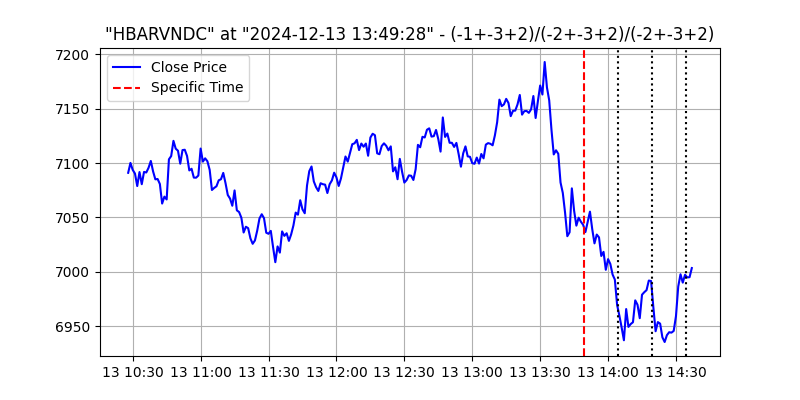 "HBARVNDC" at "2024-12-13 13:49:28" - (-1+-3+2)/(-2+-3+2)/(-2+-3+2)
7200
7150
7100
7050
7000
6950
Close Price
Specific Time
13 10:30 13 11:00 13 11:30 13 12:00 13 12:30 13 13:00 13 13:30 13 14:00 13 14:30